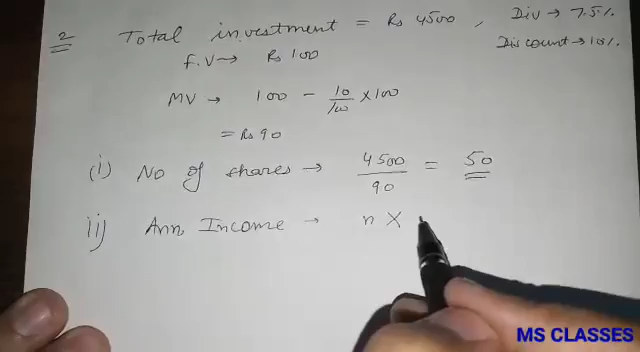 2 Total investment = Rs 4500 , Div → 7.5%
F.V → Rs 100 Discount → 10%
MV → 100 - 10/100 × 100
= Rs 90
(i) No of shares → 4500/90 = 50
ii) Ann Income → n ×
MS CLASSES